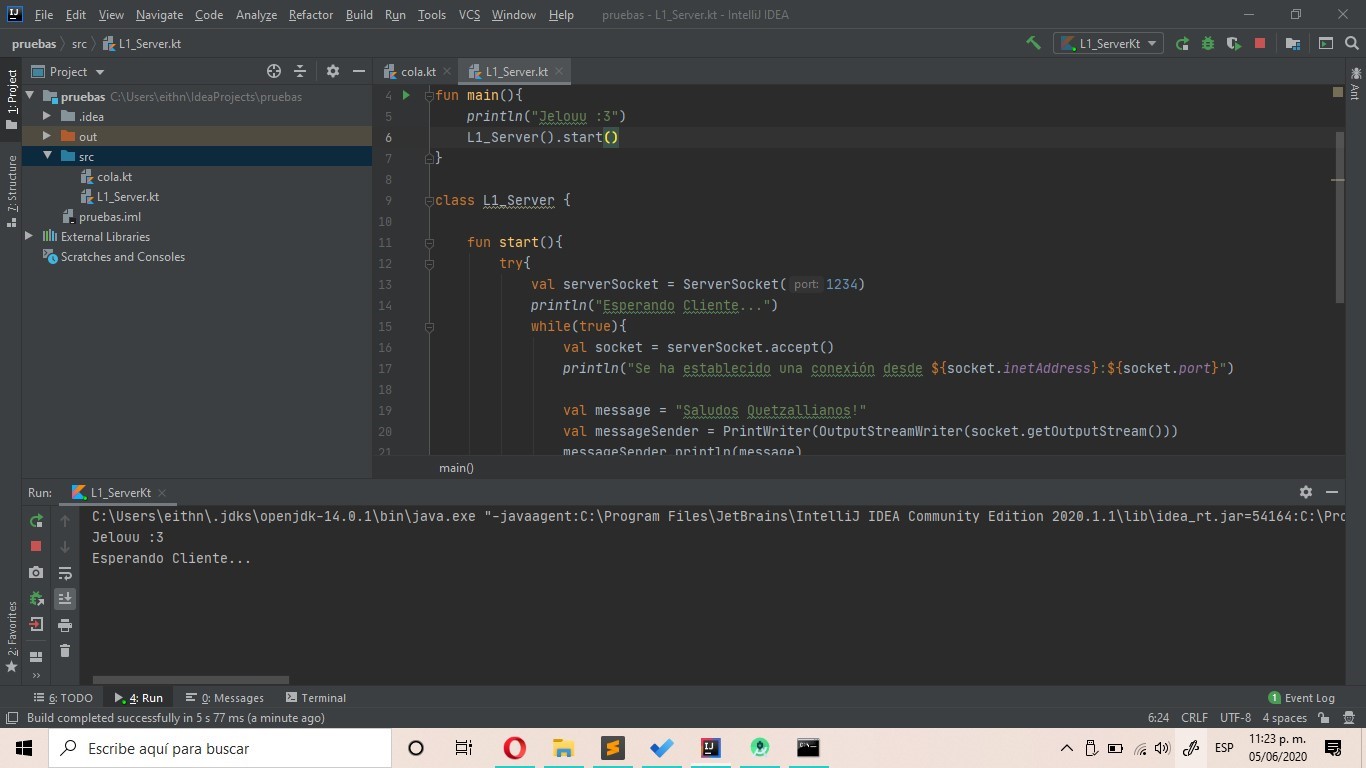 File Edit View Navigate Code Analyze Refactor Build Run Tools VCS Window Help pruebas - L1_Server.kt - IntelliJ IDEA
pruebas src L1_Server.kt L1_ServerKt
Project cola.kt L1_Server.kt
1: Project
7: Structure
2: Favorites
Ant
pruebas C:\Users\eithn\IdeaProjects\pruebas
.idea
out
src
cola.kt
L1_Server.kt
pruebas.iml
External Libraries
Scratches and Consoles
4 fun main(){
5 println("Jelouu :3")
6 L1_Server().start()
7 }
8
9 class L1_Server {
10
11 fun start(){
12 try{
13 val serverSocket = ServerSocket( port: 1234)
14 println("Esperando Cliente...")
15 while(true){
16 val socket = serverSocket.accept()
17 println("Se ha establecido una conexión desde ${socket.inetAddress}:${socket.port}")
18
19 val message = "Saludos Quetzallianos!"
20 val messageSender = PrintWriter(OutputStreamWriter(socket.getOutputStream()))
21 messageSender.println(message)
main()
Run: L1_ServerKt
C:\Users\eithn\.jdks\openjdk-14.0.1\bin\java.exe "-javaagent:C:\Program Files\JetBrains\IntelliJ IDEA Community Edition 2020.1.1\lib\idea_rt.jar=54164:C:\Pro
Jelouu :3
Esperando Cliente...
6: TODO 4: Run 0: Messages Terminal 1 Event Log
Build completed successfully in 5 s 77 ms (a minute ago) 6:24 CRLF UTF-8 4 spaces
Escribe aquí para buscar ESP 11:23 p. m.
05/06/2020